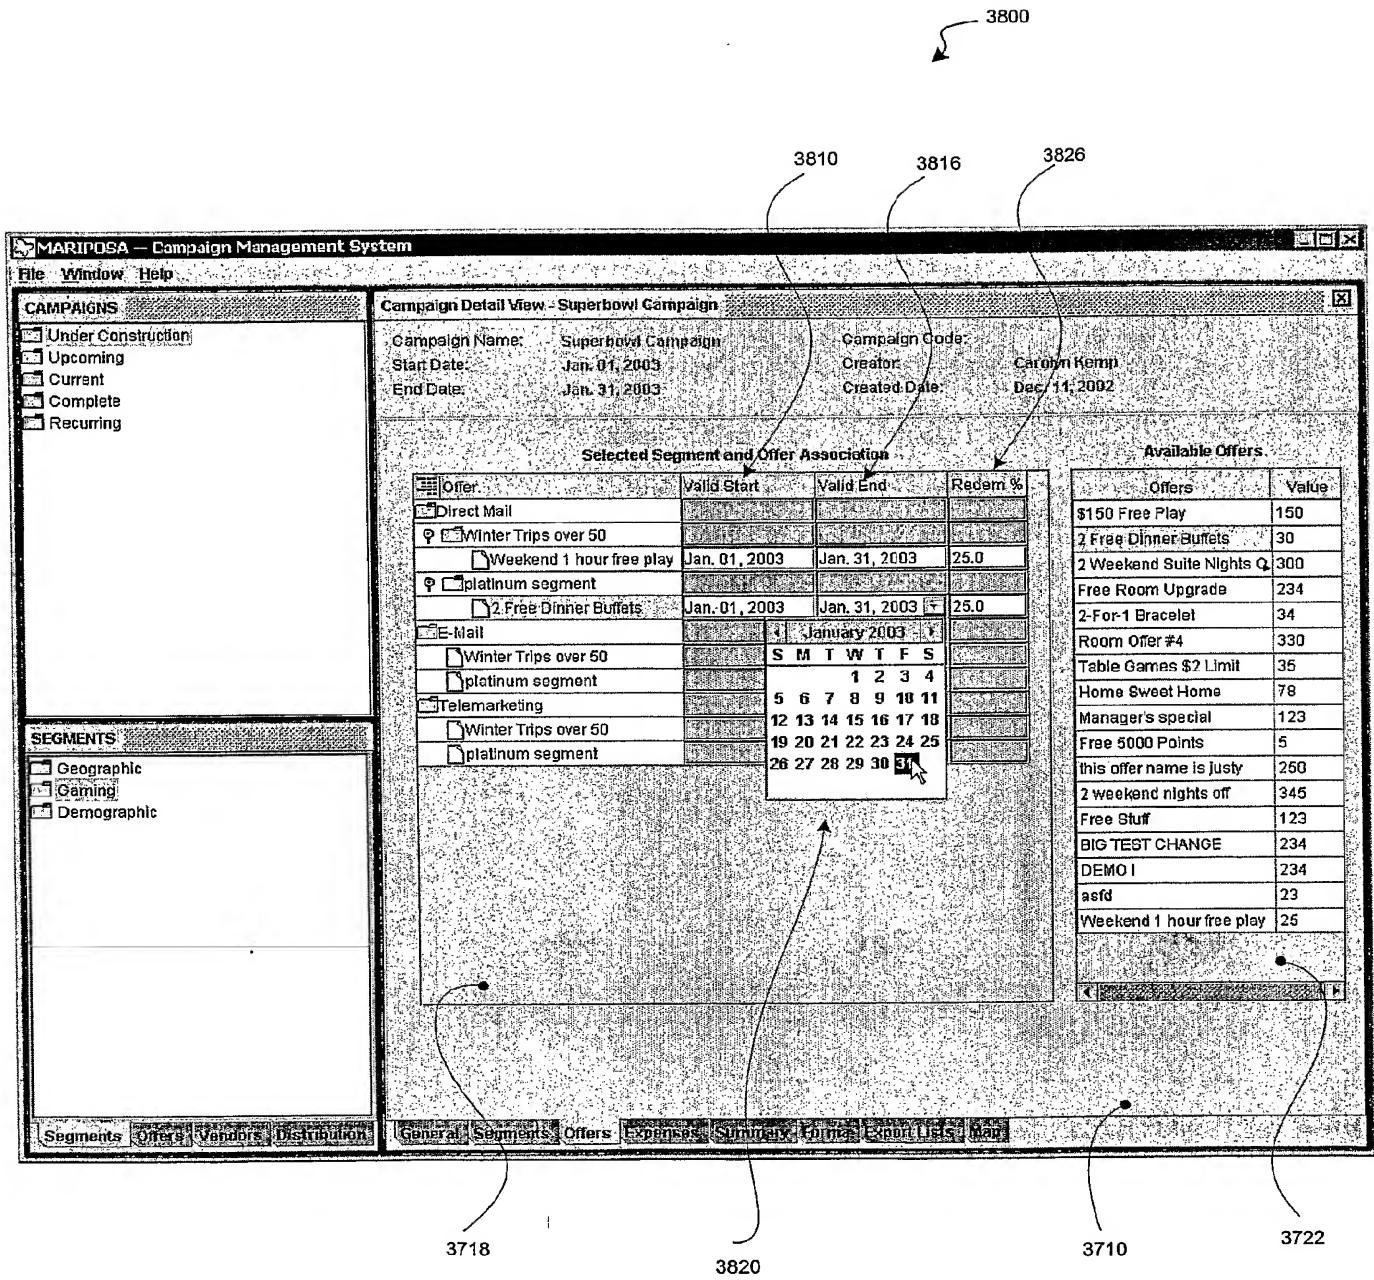 3800
3810
3816
3826
MARIPOSA — Campaign Management System
File Window Help
CAMPAIGNS
Under Construction
Upcoming
Current
Complete
Recurring
Campaign Detail View - Superbowl Campaign
Campaign Name: Superbowl Campaign Campaign Code:
Start Date: Jan. 01, 2003 Creator: Carolyn Kemp
End Date: Jan. 31, 2003 Created Date: Dec. 11, 2002
Selected Segment and Offer Association
Offer Valid Start Valid End Redem %
Direct Mail
Winter Trips over 50
Weekend 1 hour free play Jan. 01, 2003 Jan. 31, 2003 25.0
platinum segment
2 Free Dinner Buffets Jan. 01, 2003 Jan. 31, 2003 25.0
E-Mail
Winter Trips over 50
platinum segment
Telemarketing
Winter Trips over 50
platinum segment
January 2003
S M T W T F S
1 2 3 4
5 6 7 8 9 10 11
12 13 14 15 16 17 18
19 20 21 22 23 24 25
26 27 28 29 30 31
Available Offers
Offers Value
$150 Free Play 150
2 Free Dinner Buffets 30
2 Weekend Suite Nights 300
Free Room Upgrade 234
2-For-1 Bracelet 34
Room Offer #4 330
Table Games $2 Limit 35
Home Sweet Home 78
Manager's special 123
Free 5000 Points 5
this offer name is justy 250
2 weekend nights off 345
Free Stuff 123
BIG TEST CHANGE 234
DEMO I 234
asfd 23
Weekend 1 hour free play 25
SEGMENTS
Geographic
Gaming
Demographic
Segments Offers Vendors Distribution
General Segments Offers Expenses Summary Forms Export Lists Map
3718
3820
3710
3722